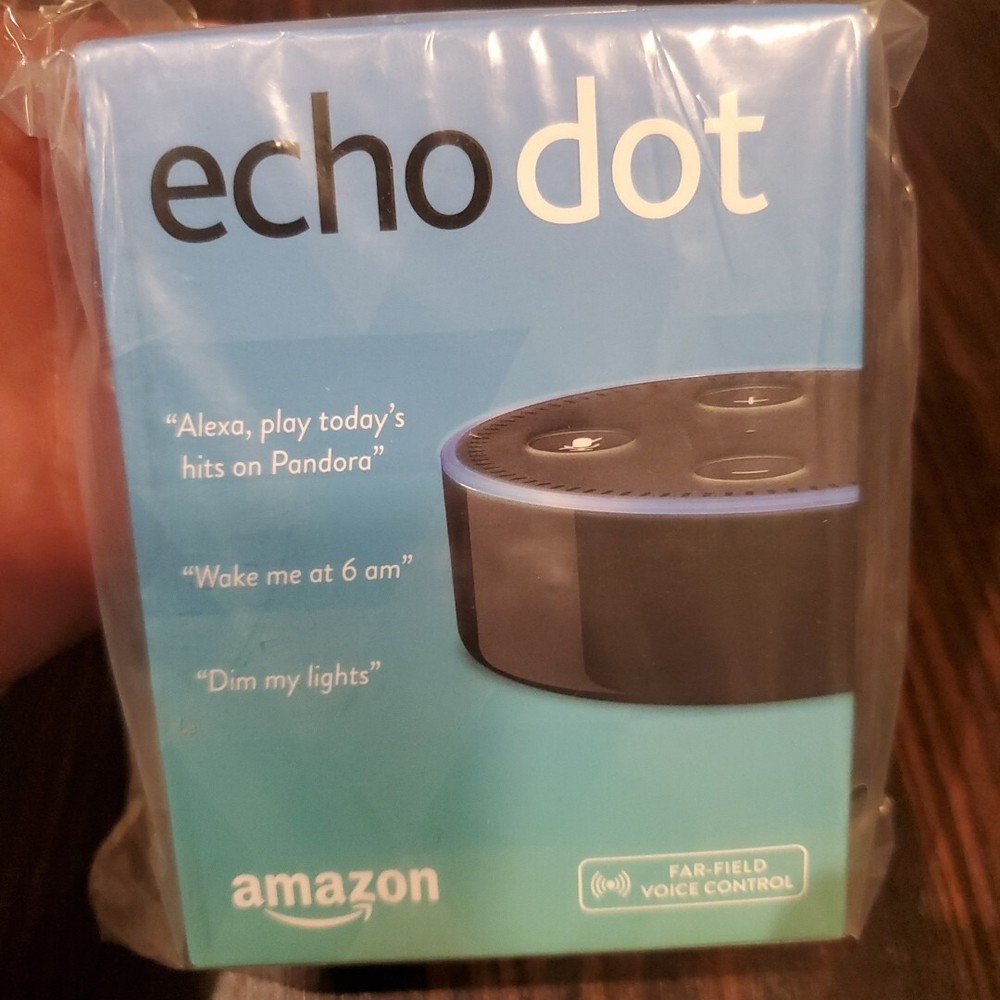 echo dot
“Alexa, play today’s
hits on Pandora”
“Wake me at 6 am”
“Dim my lights”
amazon
FAR-FIELD
VOICE CONTROL